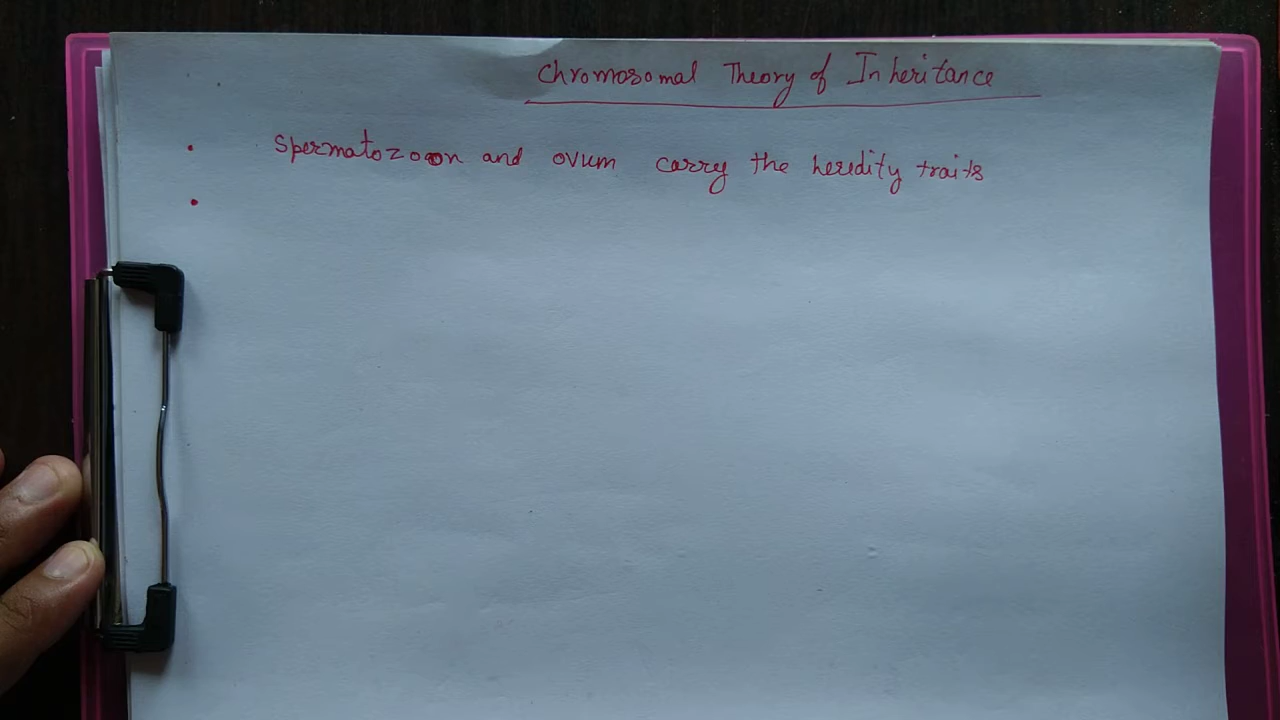 Chromosomal Theory of Inheritance
• Spermatozoon and ovum carry the heredity traits
•